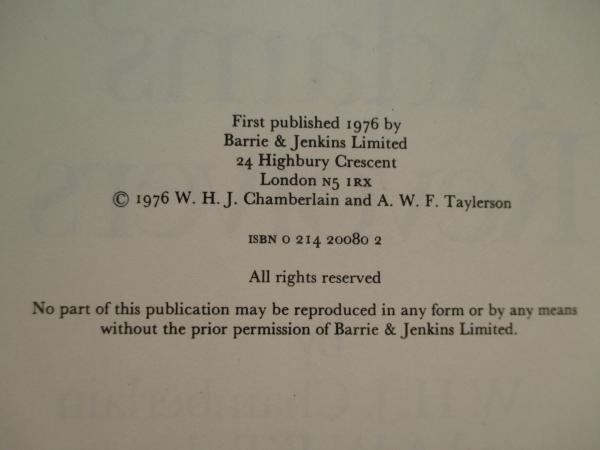 First published 1976 by
Barrie & Jenkins Limited
24 Highbury Crescent
London N5 1RX
© 1976 W. H. J. Chamberlain and A. W. F. Taylerson
ISBN 0 214 20080 2
All rights reserved
No part of this publication may be reproduced in any form or by any means
without the prior permission of Barrie & Jenkins Limited.